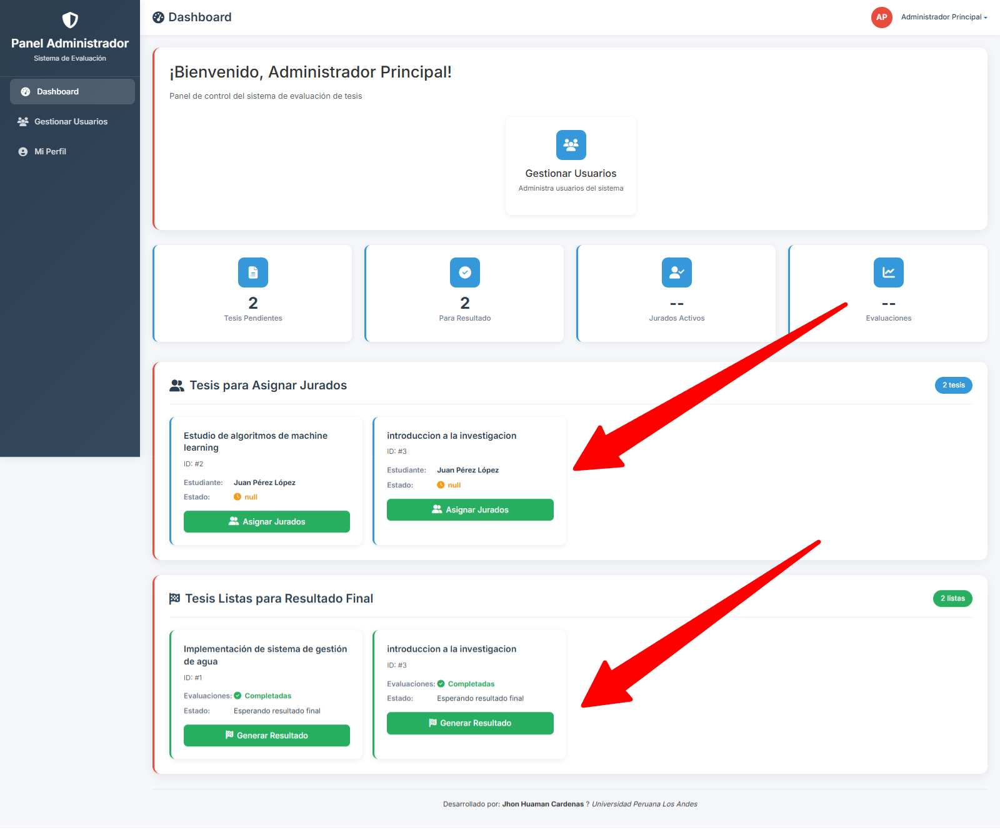 Panel Administrador
Sistema de Evaluación
Dashboard
Gestionar Usuarios
Mi Perfil
Dashboard
AP
Administrador Principal
¡Bienvenido, Administrador Principal!
Panel de control del sistema de evaluación de tesis
Gestionar Usuarios
Administra usuarios del sistema
2
Tesis Pendientes
2
Para Resultado
--
Jurados Activos
--
Evaluaciones
Tesis para Asignar Jurados
2 tesis
Estudio de algoritmos de machine
learning
ID: #2
Estudiante: Juan Pérez López
Estado: null
Asignar Jurados
introduccion a la investigacion
ID: #3
Estudiante: Juan Pérez López
Estado: null
Asignar Jurados
Tesis Listas para Resultado Final
2 listas
Implementación de sistema de gestión
de agua
ID: #1
Evaluaciones: Completadas
Estado: Esperando resultado final
Generar Resultado
introduccion a la investigacion
ID: #3
Evaluaciones: Completadas
Estado: Esperando resultado final
Generar Resultado
Desarrollado por: Jhon Huaman Cardenas ? Universidad Peruana Los Andes